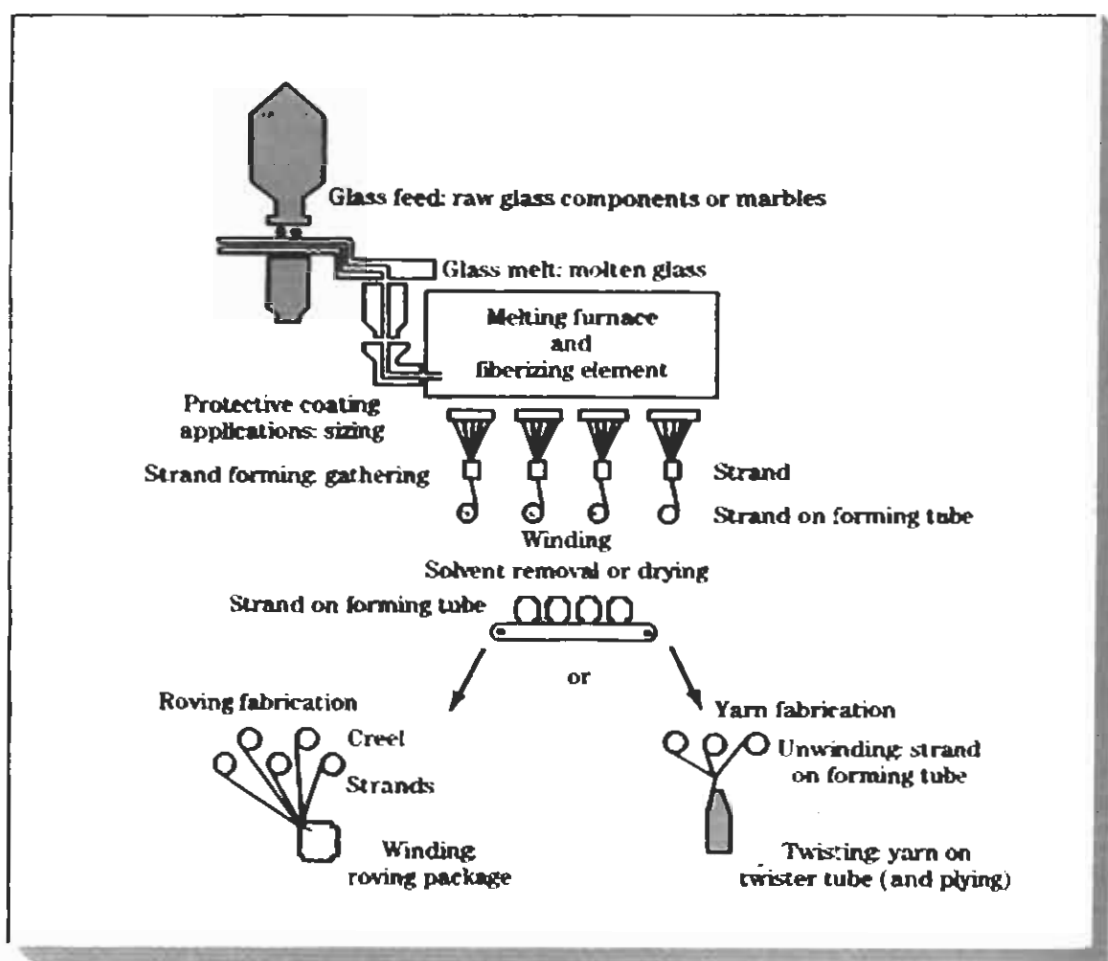 Glass feed: raw glass components or marbles
Glass melt: molten glass
Melting furnace
and
fiberizing element
Protective coating
applications: sizing
Strand forming: gathering
Strand
Strand on forming tube
Winding
Solvent removal or drying
Strand on forming tube
or
Roving fabrication
Creel
Strands
Winding:
roving package
Yarn fabrication
Unwinding: strand
on forming tube
Twisting: yarn on
twister tube (and plying)